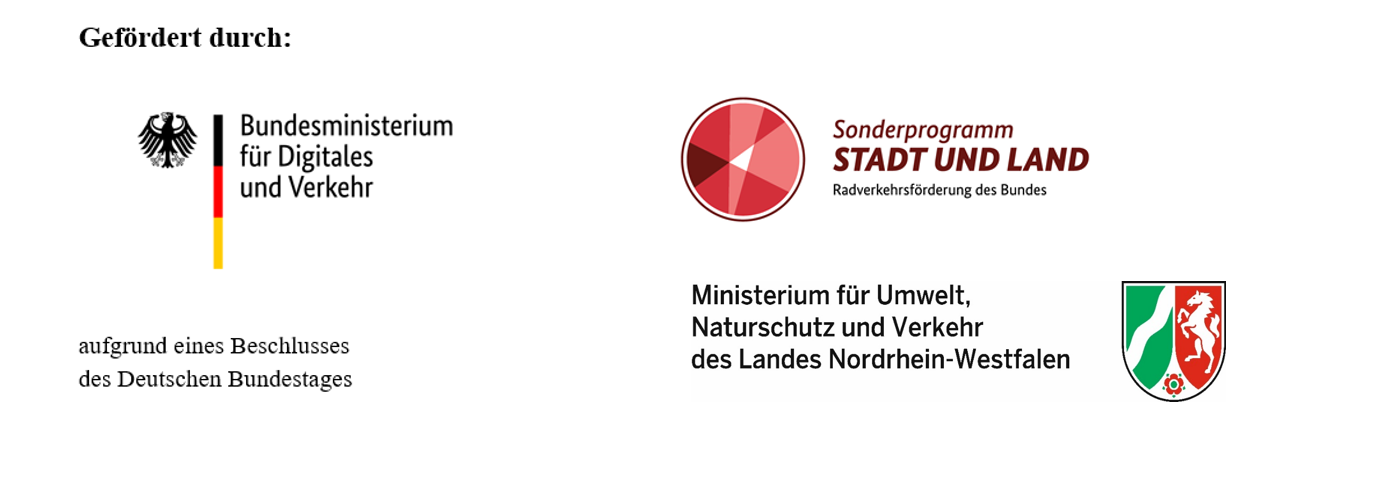 Gefördert durch:
Bundesministerium
für Digitales
und Verkehr
aufgrund eines Beschlusses
des Deutschen Bundestages
Sonderprogramm
STADT UND LAND
Radverkehrsförderung des Bundes
Ministerium für Umwelt,
Naturschutz und Verkehr
des Landes Nordrhein-Westfalen